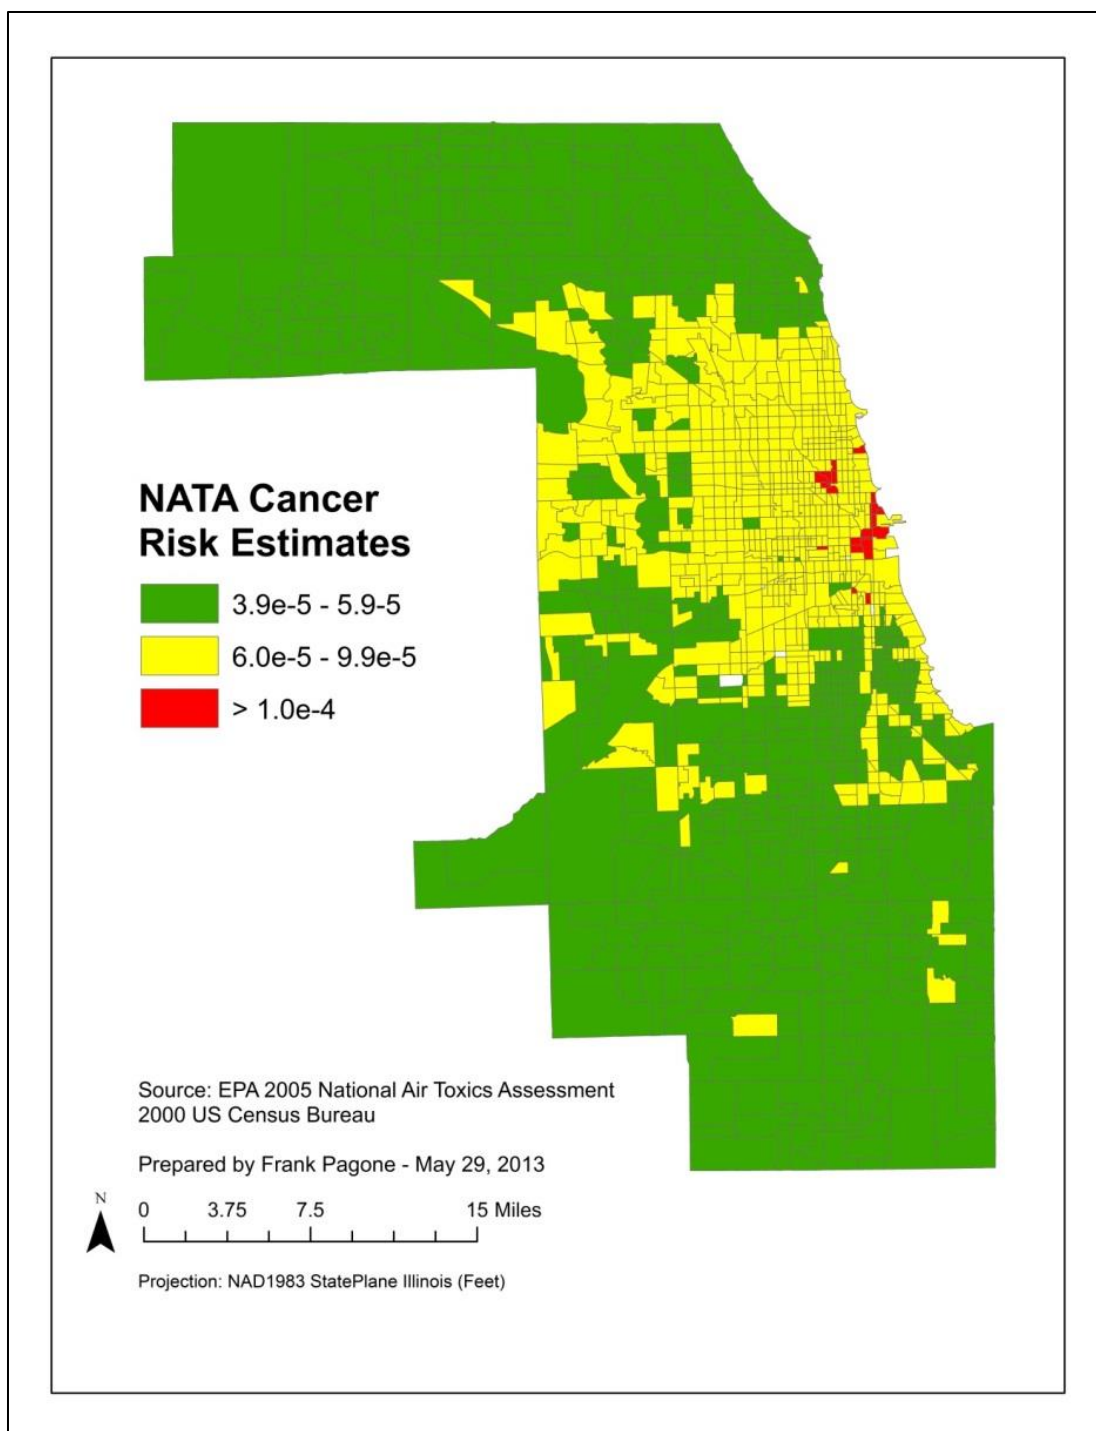 NATA Cancer
Risk Estimates
3.9e-5 - 5.9-5
6.0e-5 - 9.9e-5
> 1.0e-4
Source: EPA 2005 National Air Toxics Assessment
2000 US Census Bureau
Prepared by Frank Pagone - May 29, 2013
N
0 3.75 7.5 15 Miles
Projection: NAD1983 StatePlane Illinois (Feet)